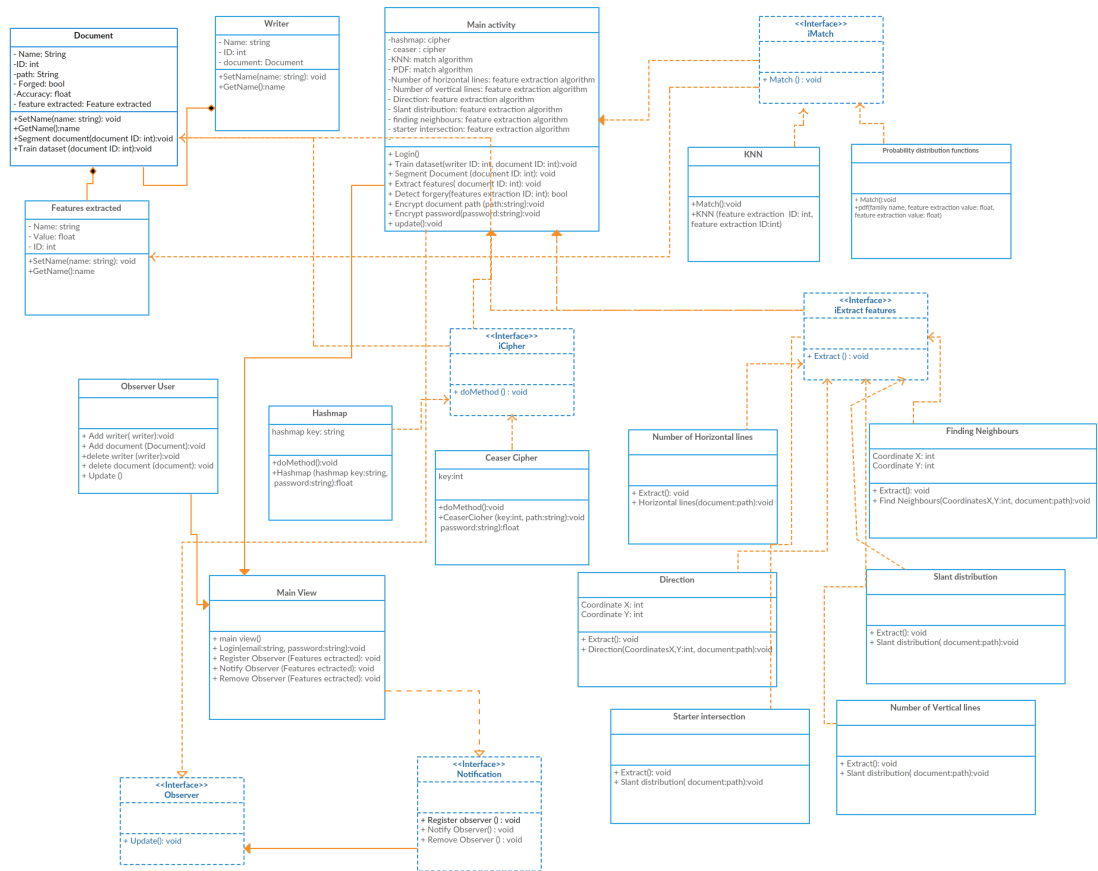 Document
- Name: String
-ID: int
-path: String
- Forged: bool
-Accuracy: float
- feature extracted: Feature extracted
+SetName(name: string): void
+GetName():name
+Segment document(document ID: int):void
+Train dataset (document ID: int):void
Writer
- Name: string
- ID: int
- document: Document
+SetName(name: string): void
+GetName():name
Main activity
-hashmap: cipher
- ceaser : cipher
-KNN: match algorithm
- PDF: match algorithm
-Number of horizontal lines: feature extraction algorithm
- Number of vertical lines: feature extraction algorithm
- Direction: feature extraction algorithm
- Slant distribution: feature extraction algorithm
- finding neighbours: feature extraction algorithm
- starter intersection: feature extraction algorithm
+ Login()
+ Train dataset(writer ID: int, document ID: int):void
+ Segment Document (document ID: int): void
+ Extract features( document ID: int): void
+ Detect forgery(features extraction ID: int): bool
+ Encrypt document path (path:string):void
+ Encrypt password(password:string):void
+ update():void
<<Interface>>
iMatch
+ Match () : void
KNN
+Match():void
+KNN (feature extraction ID: int,
feature extraction ID:int)
Probability distribution functions
+ Match():void
+pdf(family name, feature extraction value: float,
feature extraction value: float)
Features extracted
- Name: string
- Value: float
- ID: int
+SetName(name: string): void
+GetName():name
<<Interface>>
iExtract features
+ Extract () : void
<<Interface>>
iCipher
+ doMethod () : void
Observer User
+ Add writer( writer):void
+ Add document (Document):void
+delete writer (writer):void
+ delete document (document): void
+ Update ()
Hashmap
hashmap key: string
+doMethod():void
+Hashmap (hashmap key:string,
password:string):float
Ceaser Cipher
key:int
+doMethod():void
+CeaserCioher (key:int, path:string):void
password:string):float
Number of Horizontal lines
+ Extract(): void
+ Horizontal lines(document:path):void
Finding Neighbours
Coordinate X: int
Coordinate Y: int
+ Extract(): void
+ Find Neighbours(CoordinatesX,Y:int, document:path):void
Direction
Coordinate X: int
Coordinate Y: int
+ Extract(): void
+ Direction(CoordinatesX,Y:int, document:path):void
Slant distribution
+ Extract(): void
+ Slant distribution( document:path):void
Main View
+ main view()
+ Login(email:string, password:string):void
+ Register Observer (Features ectracted): void
+ Notify Observer (Features ectracted): void
+ Remove Observer (Features ectracted): void
Starter intersection
+ Extract(): void
+ Slant distribution( document:path):void
Number of Vertical lines
+ Extract(): void
+ Slant distribution( document:path):void
<<Interface>>
Observer
+ Update(): void
<<Interface>>
Notification
+ Register observer () : void
+ Notify Observer() : void
+ Remove Observer () : void